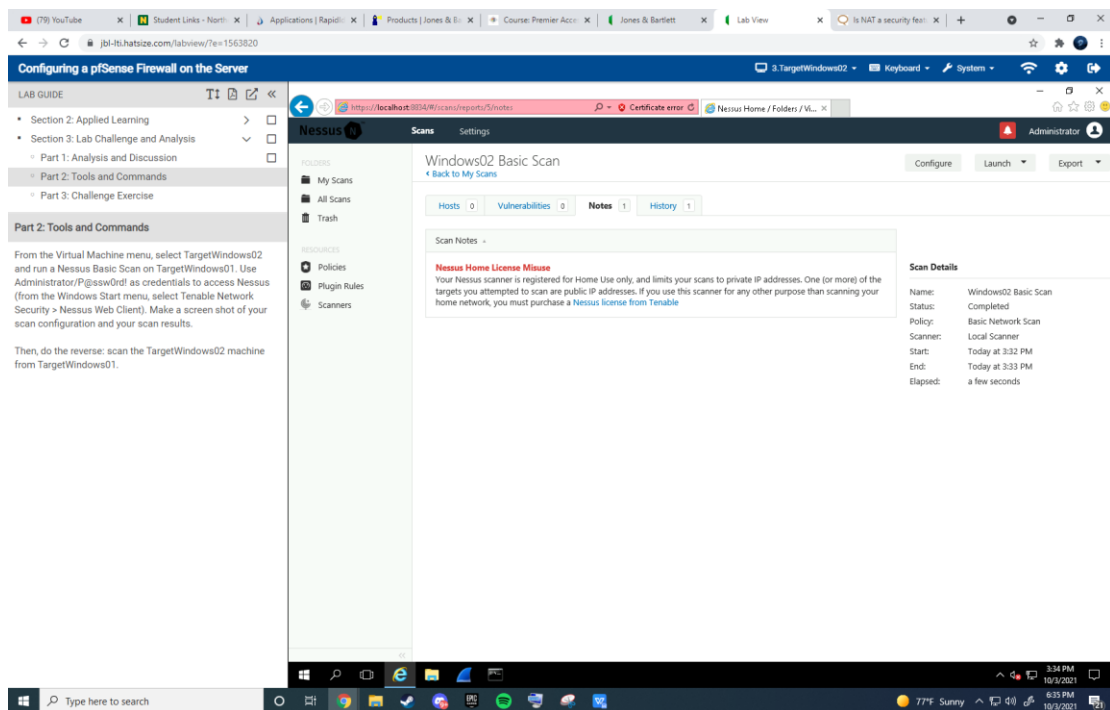 (79) YouTube
Student Links - North
Applications | Rapidi
Products | Jones & B
Course: Premier Acce
Jones & Bartlett
Lab View
Is NAT a security feat
jbl-lti.hatsize.com/labview/?e=1563820
Configuring a pfSense Firewall on the Server
3.TargetWindows02
Keyboard
System
LAB GUIDE
Section 2: Applied Learning
Section 3: Lab Challenge and Analysis
Part 1: Analysis and Discussion
Part 2: Tools and Commands
Part 3: Challenge Exercise
Part 2: Tools and Commands
From the Virtual Machine menu, select TargetWindows02
and run a Nessus Basic Scan on TargetWindows01. Use
Administrator/P@ssw0rd! as credentials to access Nessus
(from the Windows Start menu, select Tenable Network
Security > Nessus Web Client). Make a screen shot of your
scan configuration and your scan results.
Then, do the reverse: scan the TargetWindows02 machine
from TargetWindows01.
https://localhost:8834/#/scans/reports/5/notes
Certificate error
Nessus Home / Folders / Vi...
Nessus N
Scans
Settings
Administrator
FOLDERS
My Scans
All Scans
Trash
RESOURCES
Policies
Plugin Rules
Scanners
Windows02 Basic Scan
Back to My Scans
Configure
Launch
Export
Hosts 0
Vulnerabilities 0
Notes 1
History 1
Scan Notes
Nessus Home License Misuse
Your Nessus scanner is registered for Home Use only, and limits your scans to private IP addresses. One (or more) of the
targets you attempted to scan are public IP addresses. If you use this scanner for any other purpose than scanning your
home network, you must purchase a Nessus license from Tenable
Scan Details
Name: Windows02 Basic Scan
Status: Completed
Policy: Basic Network Scan
Scanner: Local Scanner
Start: Today at 3:32 PM
End: Today at 3:33 PM
Elapsed: a few seconds
3:34 PM
10/3/2021
Type here to search
EPIC
77°F Sunny
6:35 PM
10/3/2021
21